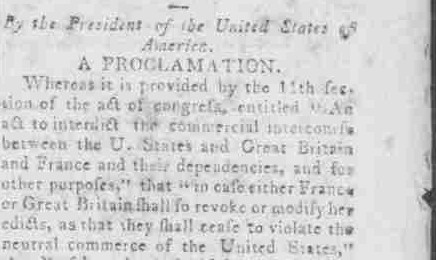 By the President of the United States of
America.
A PROCLAMATION.
Whereas it is provided by the 11th sec-
tion of the act of congreſs, entitled "An
act to interdict the commercial intercourſe
between the U. States and Great Britain
and France and their dependencies, and for
other purpoſes," that "in caſe either France
or Great Britain ſhall ſo revoke or modify her
edicts, as that they ſhall ceaſe to violate the
neutral commerce of the United States,"